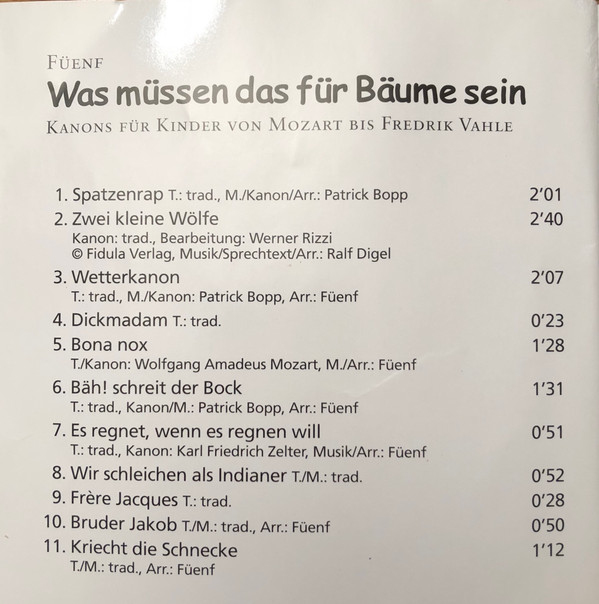 FÜENF
Was müssen das für Bäume sein
KANONS FÜR KINDER VON MOZART BIS FREDRIK VAHLE
1. Spatzenrap T.: trad., M./Kanon/Arr.: Patrick Bopp 2'01
2. Zwei kleine Wölfe 2'40
Kanon: trad., Bearbeitung: Werner Rizzi
© Fidula Verlag, Musik/Sprechtext/Arr.: Ralf Digel
3. Wetterkanon 2'07
T.: trad., M./Kanon: Patrick Bopp, Arr.: Füenf
4. Dickmadam T.: trad. 0'23
5. Bona nox 1'28
T./Kanon: Wolfgang Amadeus Mozart, M./Arr.: Füenf
6. Bäh! schreit der Bock 1'31
T.: trad., Kanon/M.: Patrick Bopp, Arr.: Füenf
7. Es regnet, wenn es regnen will 0'51
T.: trad., Kanon: Karl Friedrich Zelter, Musik/Arr.: Füenf
8. Wir schleichen als Indianer T./M.: trad. 0'52
9. Frère Jacques T.: trad. 0'28
10. Bruder Jakob T./M.: trad., Arr.: Füenf 0'50
11. Kriecht die Schnecke 1'12
T./M.: trad., Arr.: Füenf